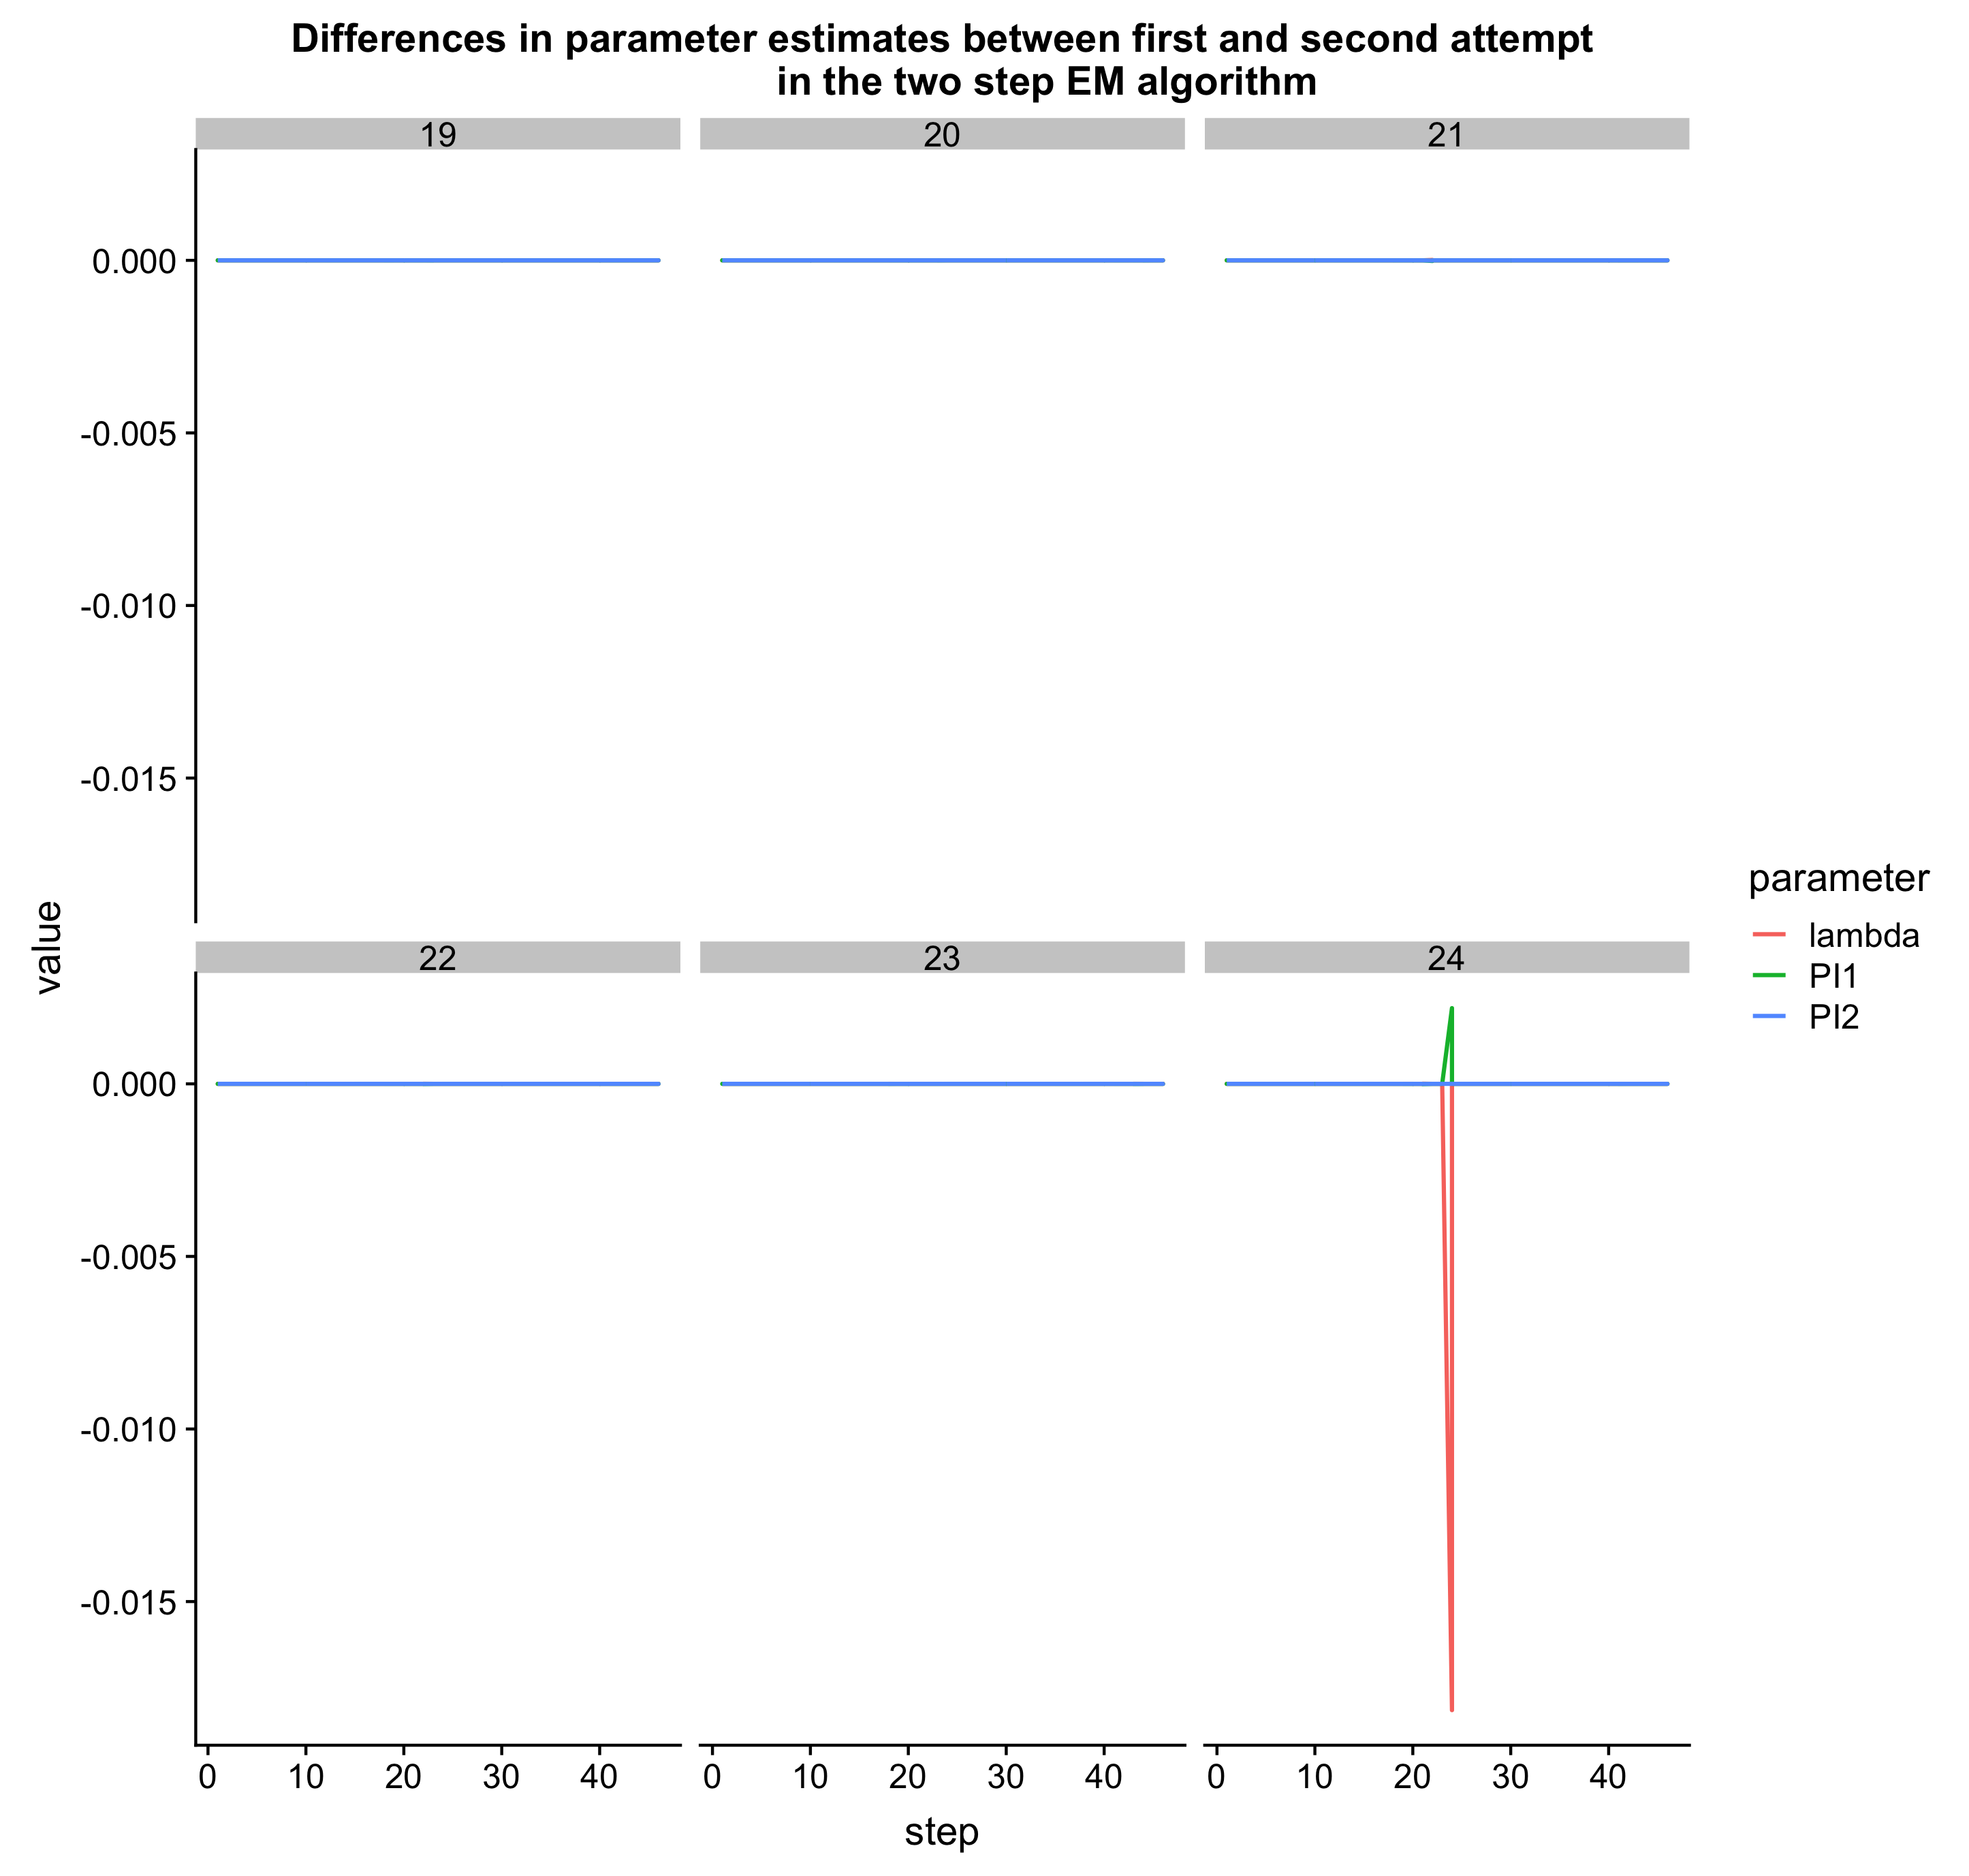 Differences in parameter estimates between first and second attempt
in the two step EM algorithm
19 20 21
0.000
-0.005
-0.010
-0.015
22 23 24
0.000
-0.005
-0.010
-0.015
0 10 20 30 40 0 10 20 30 40 0 10 20 30 40
step
value
parameter
lambda
PI1
PI2